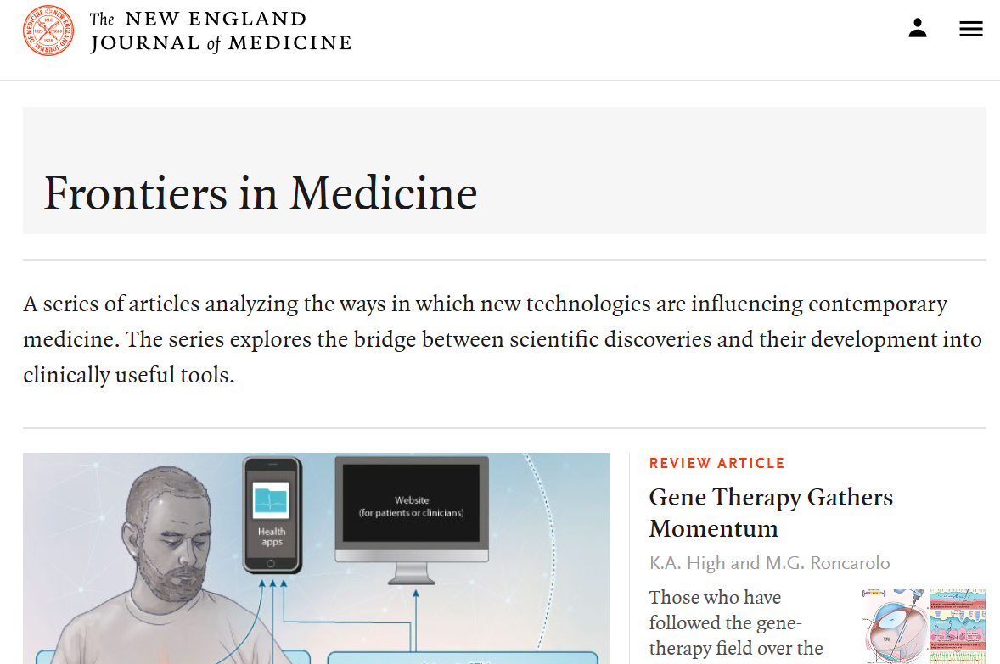 The NEW ENGLAND
JOURNAL of MEDICINE
Frontiers in Medicine
A series of articles analyzing the ways in which new technologies are influencing contemporary
medicine. The series explores the bridge between scientific discoveries and their development into
clinically useful tools.
Website
(for patients or clinicians)
Health
apps
REVIEW ARTICLE
Gene Therapy Gathers
Momentum
K.A. High and M.G. Roncarolo
Those who have
followed the gene-
therapy field over the